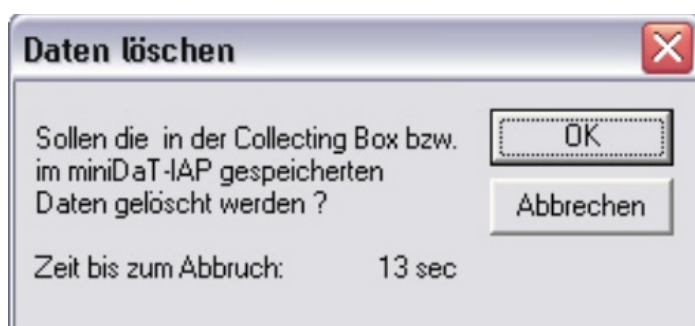 Daten löschen
Sollen die in der Collecting Box bzw.
im miniDaT-IAP gespeicherten
Daten gelöscht werden ?
OK
Abbrechen
Zeit bis zum Abbruch: 13 sec